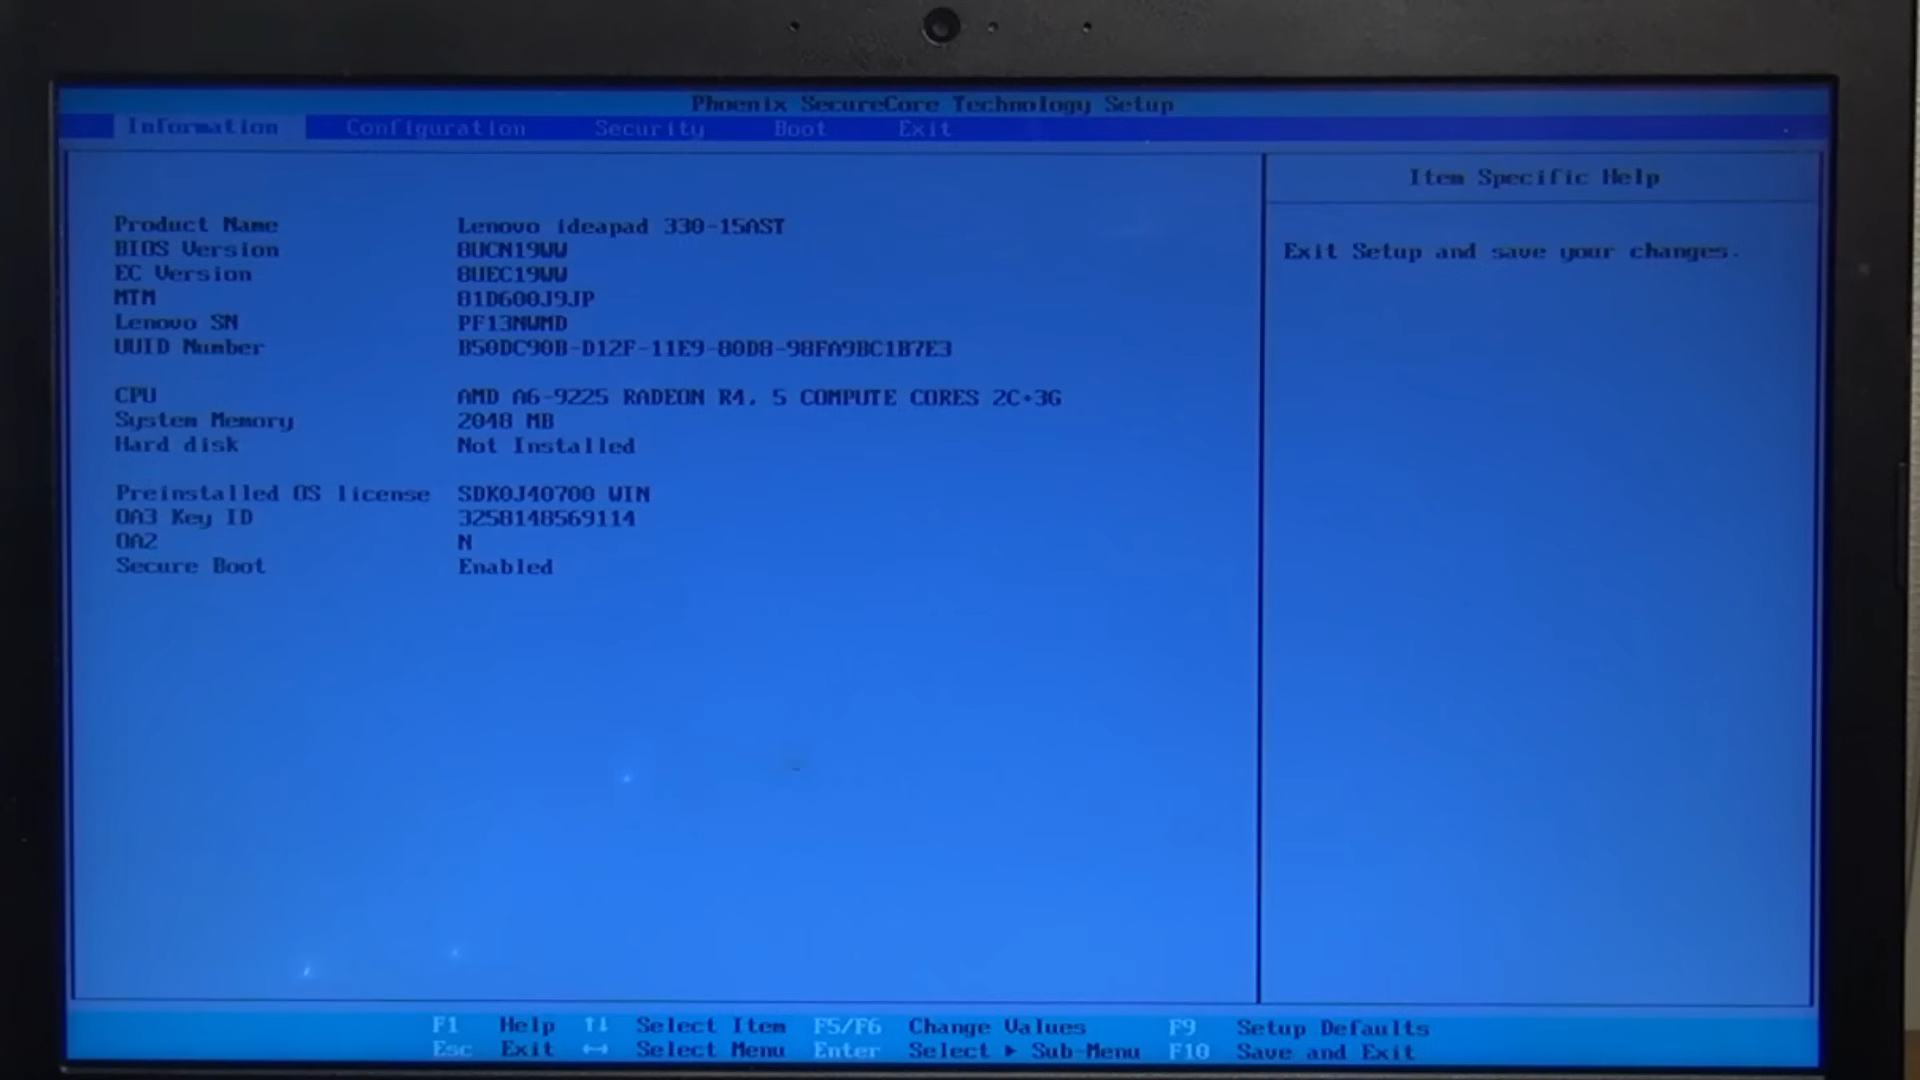 Phoenix SecureCore Technology Setup
Information Configuration Security Boot Exit
Item Specific Help
Exit Setup and save your changes.
Product Name Lenovo ideapad 330-15AST
BIOS Version 8UCN19WW
EC Version 8UEC19WW
MTM 81D600J9JP
Lenovo SN PF13NWMD
UUID Number B50DC90B-D12F-11E9-80D8-98FA9BC1B7E3
CPU AMD A6-9225 RADEON R4, 5 COMPUTE CORES 2C+3G
System Memory 2048 MB
Hard disk Not Installed
Preinstalled OS license SDK0J40700 WIN
OA3 Key ID 3258148569114
OA2 N
Secure Boot Enabled
F1 Help ↑↓ Select Item F5/F6 Change Values F9 Setup Defaults
Esc Exit ↔ Select Menu Enter Select ▶ Sub-Menu F10 Save and Exit